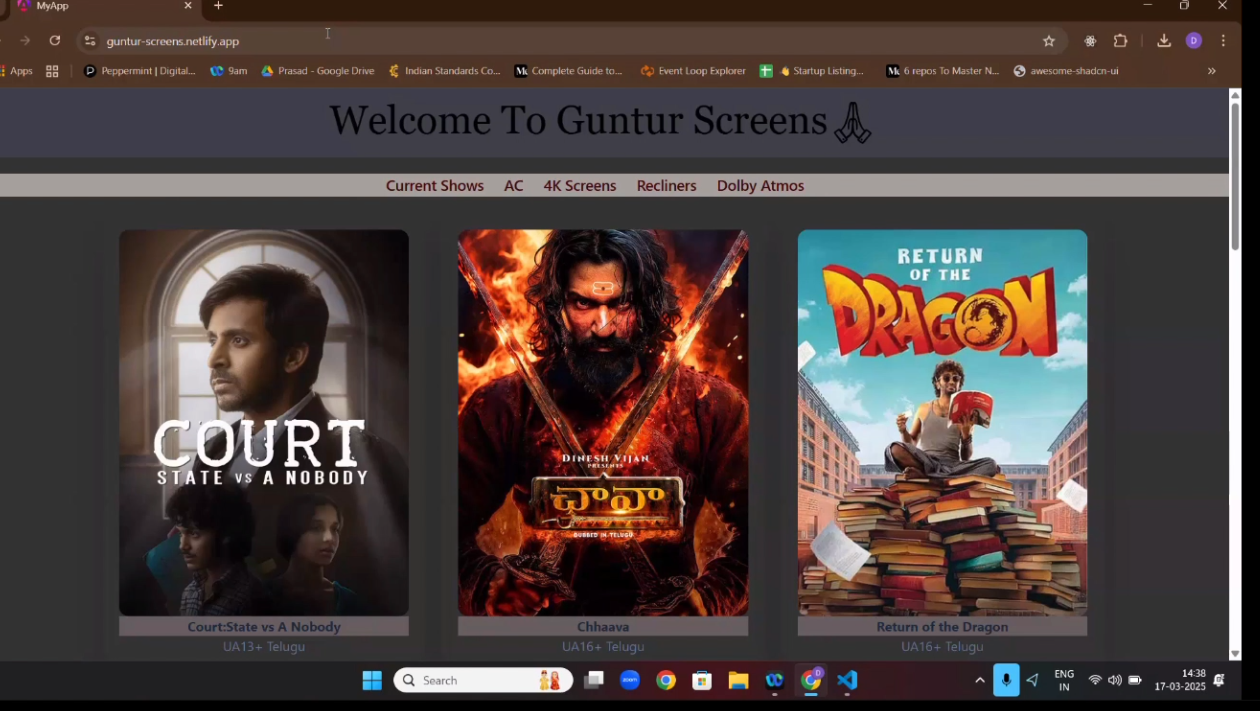 MyApp
guntur-screens.netlify.app
Apps
Peppermint | Digital...
9am
Prasad - Google Drive
Indian Standards Co...
Complete Guide to...
Event Loop Explorer
Startup Listing...
6 repos To Master N...
awesome-shadcn-ui
Welcome To Guntur Screens
Current Shows AC 4K Screens Recliners Dolby Atmos
COURT
STATE VS A NOBODY
DINESH VIJAN
PRESENTS
ఛావా
DUBBED IN TELUGU
RETURN
OF THE
DRAGON
Court:State vs A Nobody
UA13+ Telugu
Chhaava
UA16+ Telugu
Return of the Dragon
UA16+ Telugu
Search
zoom
ENG
IN
14:38
17-03-2025